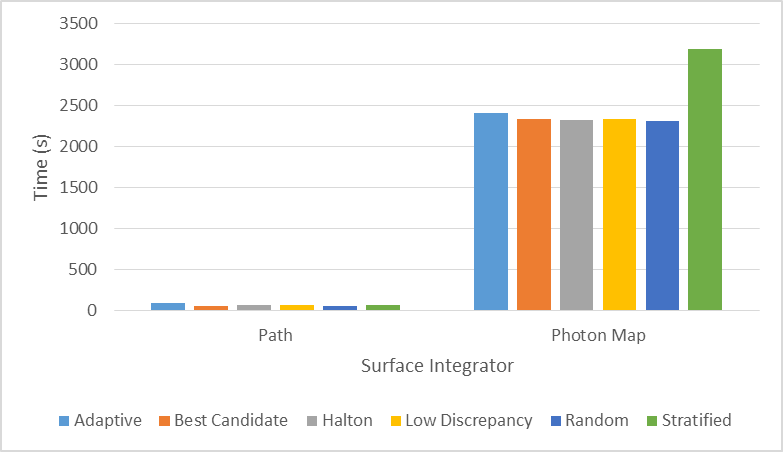 3500
3000
2500
2000
1500
1000
500
0
Time (s)
Path Photon Map
Surface Integrator
Adaptive Best Candidate Halton Low Discrepancy Random Stratified